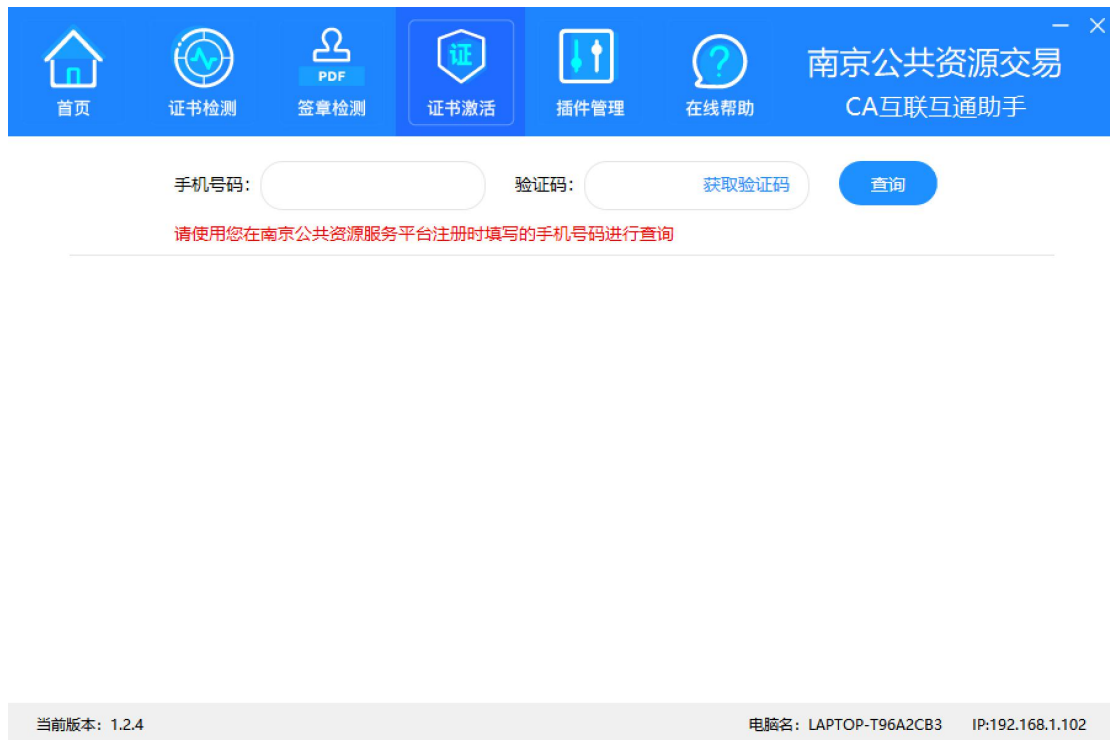 南京公共资源交易
CA互联互通助手
证
PDF
首页 证书检测 签章检测 证书激活 插件管理 在线帮助
手机号码： 验证码： 获取验证码 查询
请使用您在南京公共资源服务平台注册时填写的手机号码进行查询
当前版本：1.2.4 电脑名：LAPTOP-T96A2CB3 IP:192.168.1.102